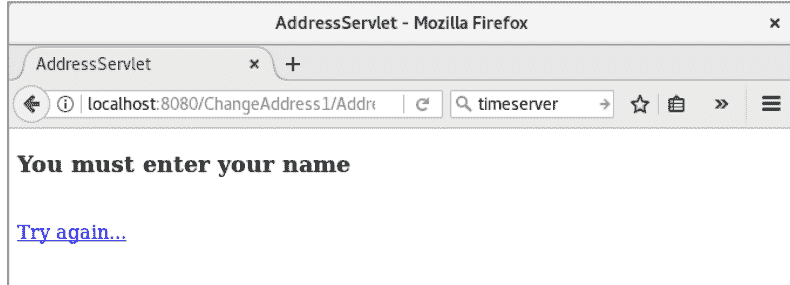 AddressServlet - Mozilla Firefox ×
AddressServlet × +
localhost:8080/ChangeAddress1/Addre timeserver
You must enter your name
Try again...